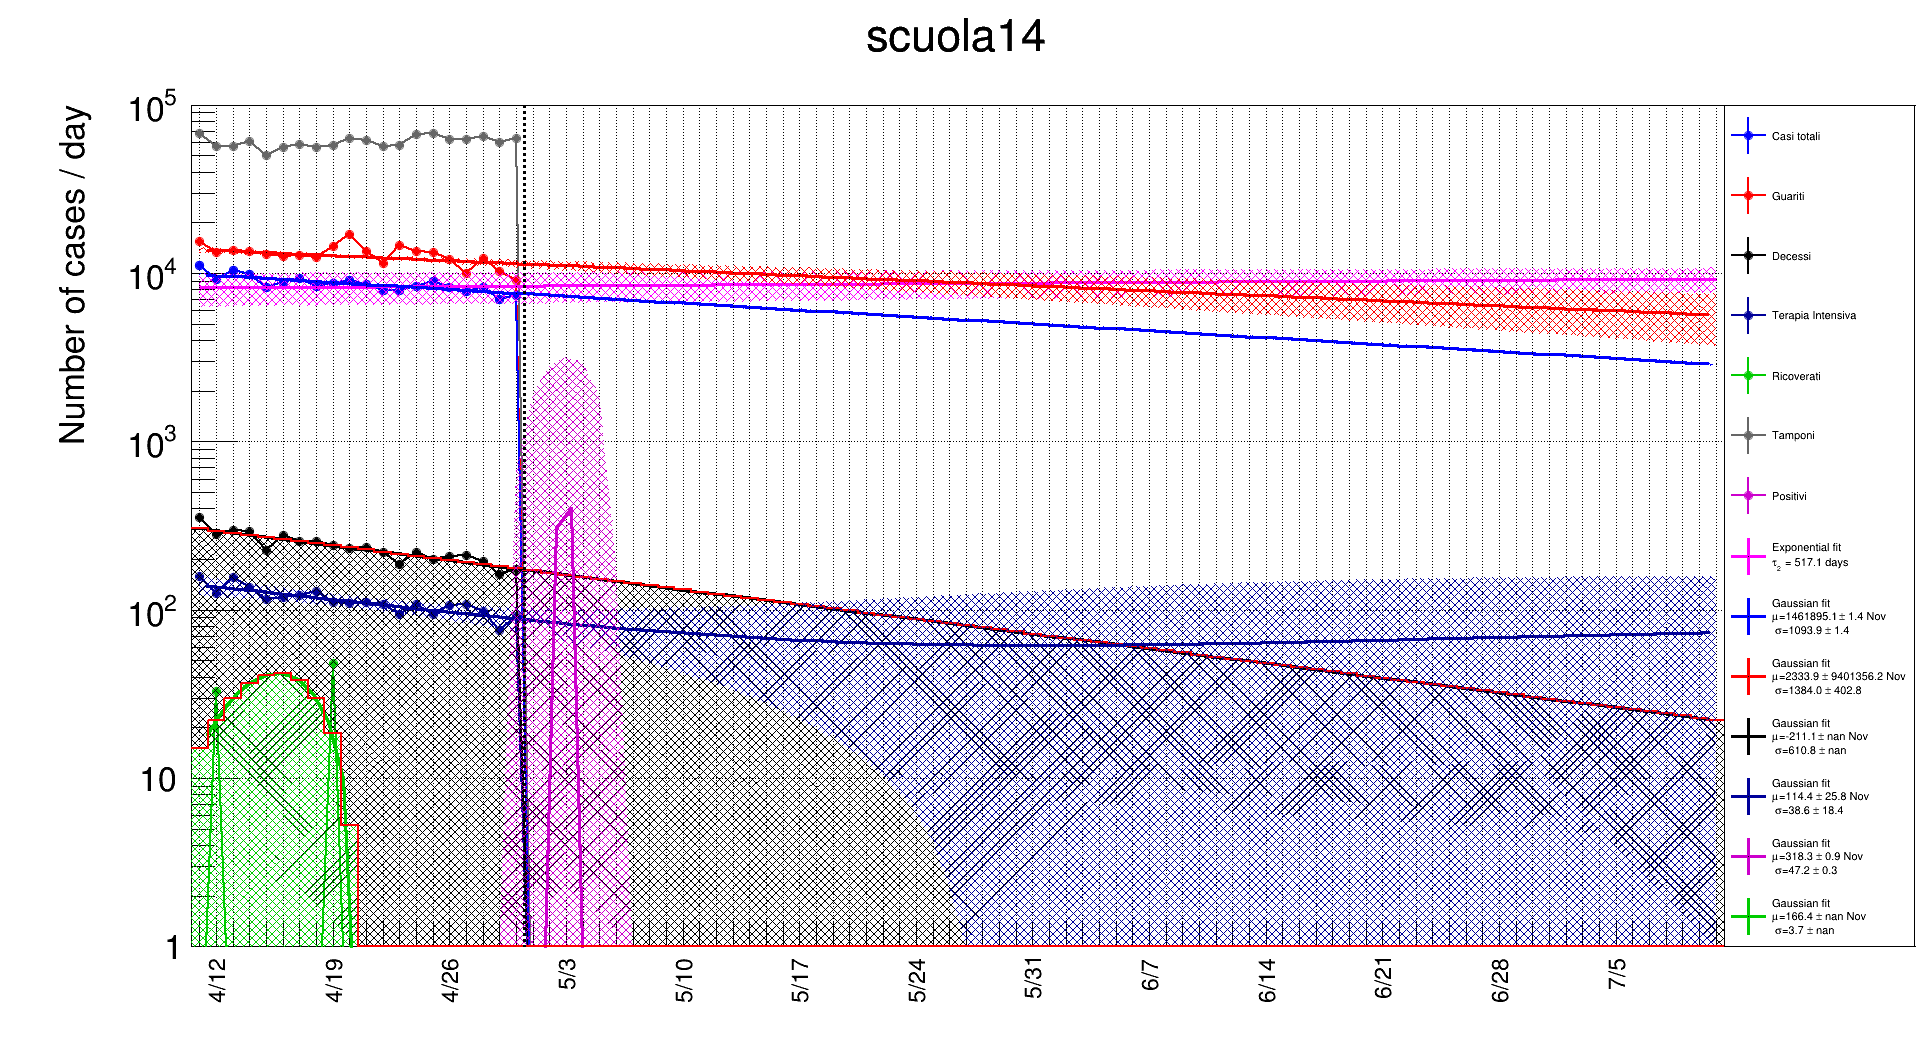 scuola14
Number of cases / day
10^5
10^4
10^3
10^2
10
1
4/12
4/19
4/26
5/3
5/10
5/17
5/24
5/31
6/7
6/14
6/21
6/28
7/5
Casi totali
Guariti
Decessi
Terapia Intensiva
Ricoverati
Tamponi
Positivi
Exponential fit
τ_2 = 517.1 days
Gaussian fit
μ=1461895.1 ± 1.4 Nov
σ=1093.9 ± 1.4
Gaussian fit
μ=2333.9 ± 9401356.2 Nov
σ=1384.0 ± 402.8
Gaussian fit
μ=-211.1 ± nan Nov
σ=610.8 ± nan
Gaussian fit
μ=114.4 ± 25.8 Nov
σ=38.6 ± 18.4
Gaussian fit
μ=318.3 ± 0.9 Nov
σ=47.2 ± 0.3
Gaussian fit
μ=166.4 ± nan Nov
σ=3.7 ± nan